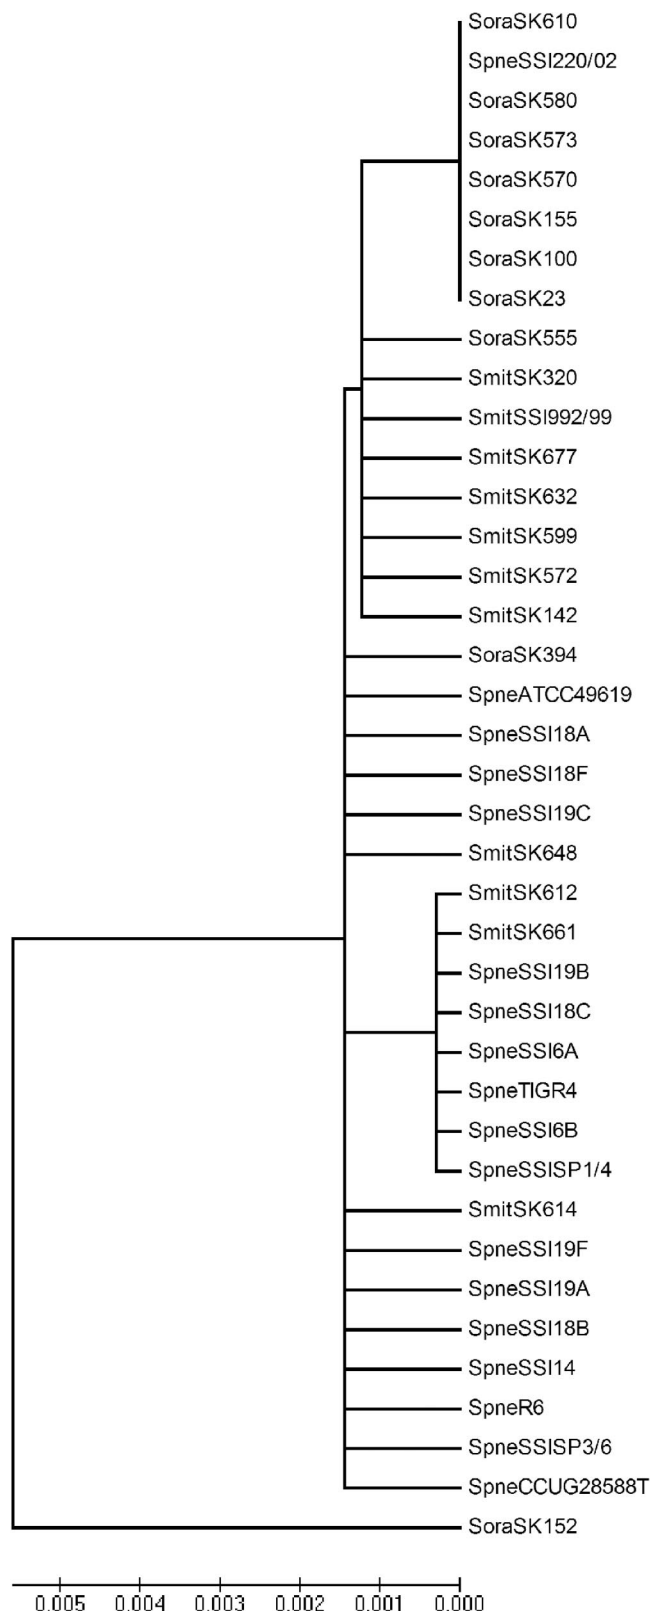 SoraSK610
SpneSSI220/02
SoraSK580
SoraSK573
SoraSK570
SoraSK155
SoraSK100
SoraSK23
SoraSK555
SmitSK320
SmitSSI992/99
SmitSK677
SmitSK632
SmitSK599
SmitSK572
SmitSK142
SoraSK394
SpneATCC49619
SpneSSI18A
SpneSSI18F
SpneSSI19C
SmitSK648
SmitSK612
SmitSK661
SpneSSI19B
SpneSSI18C
SpneSSI6A
SpneTIGR4
SpneSSI6B
SpneSSISP1/4
SmitSK614
SpneSSI19F
SpneSSI19A
SpneSSI18B
SpneSSI14
SpneR6
SpneSSISP3/6
SpneCCUG28588T
SoraSK152
0.005 0.004 0.003 0.002 0.001 0.000